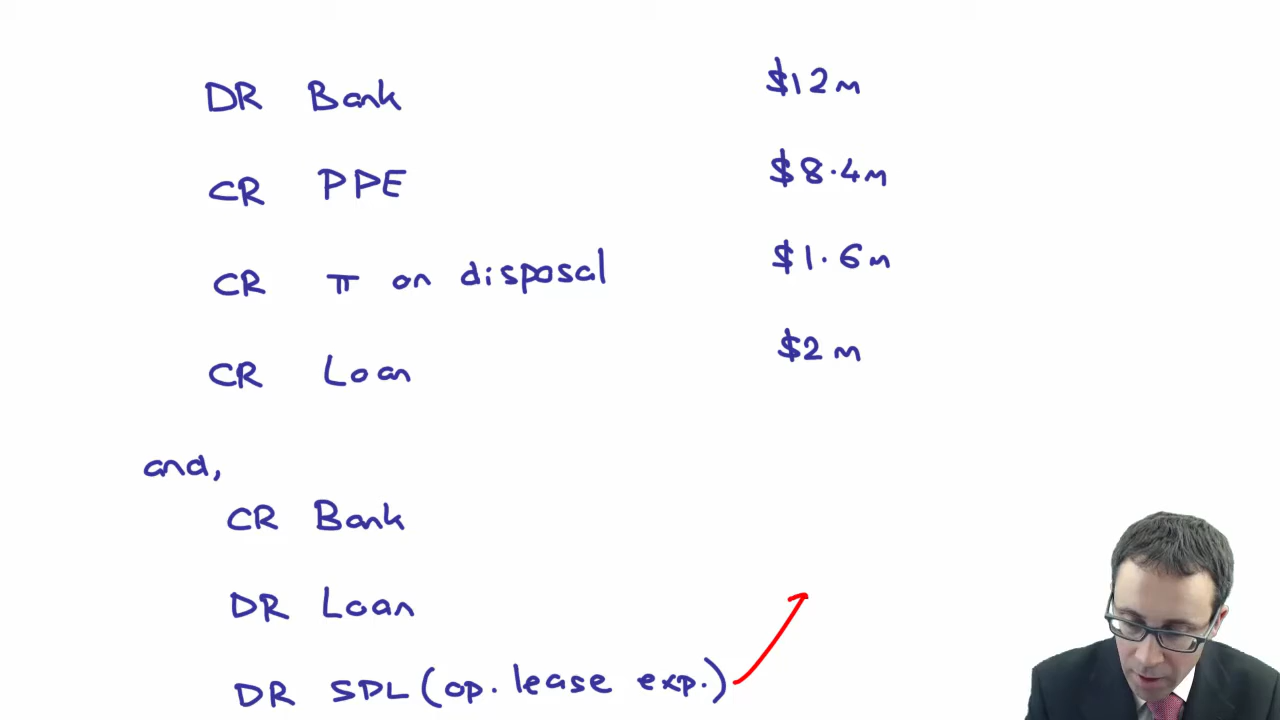 DR Bank $12m
CR PPE $8.4m
CR π on disposal $1.6m
CR Loan $2m
and,
CR Bank
DR Loan
DR SPL (op. lease exp.)